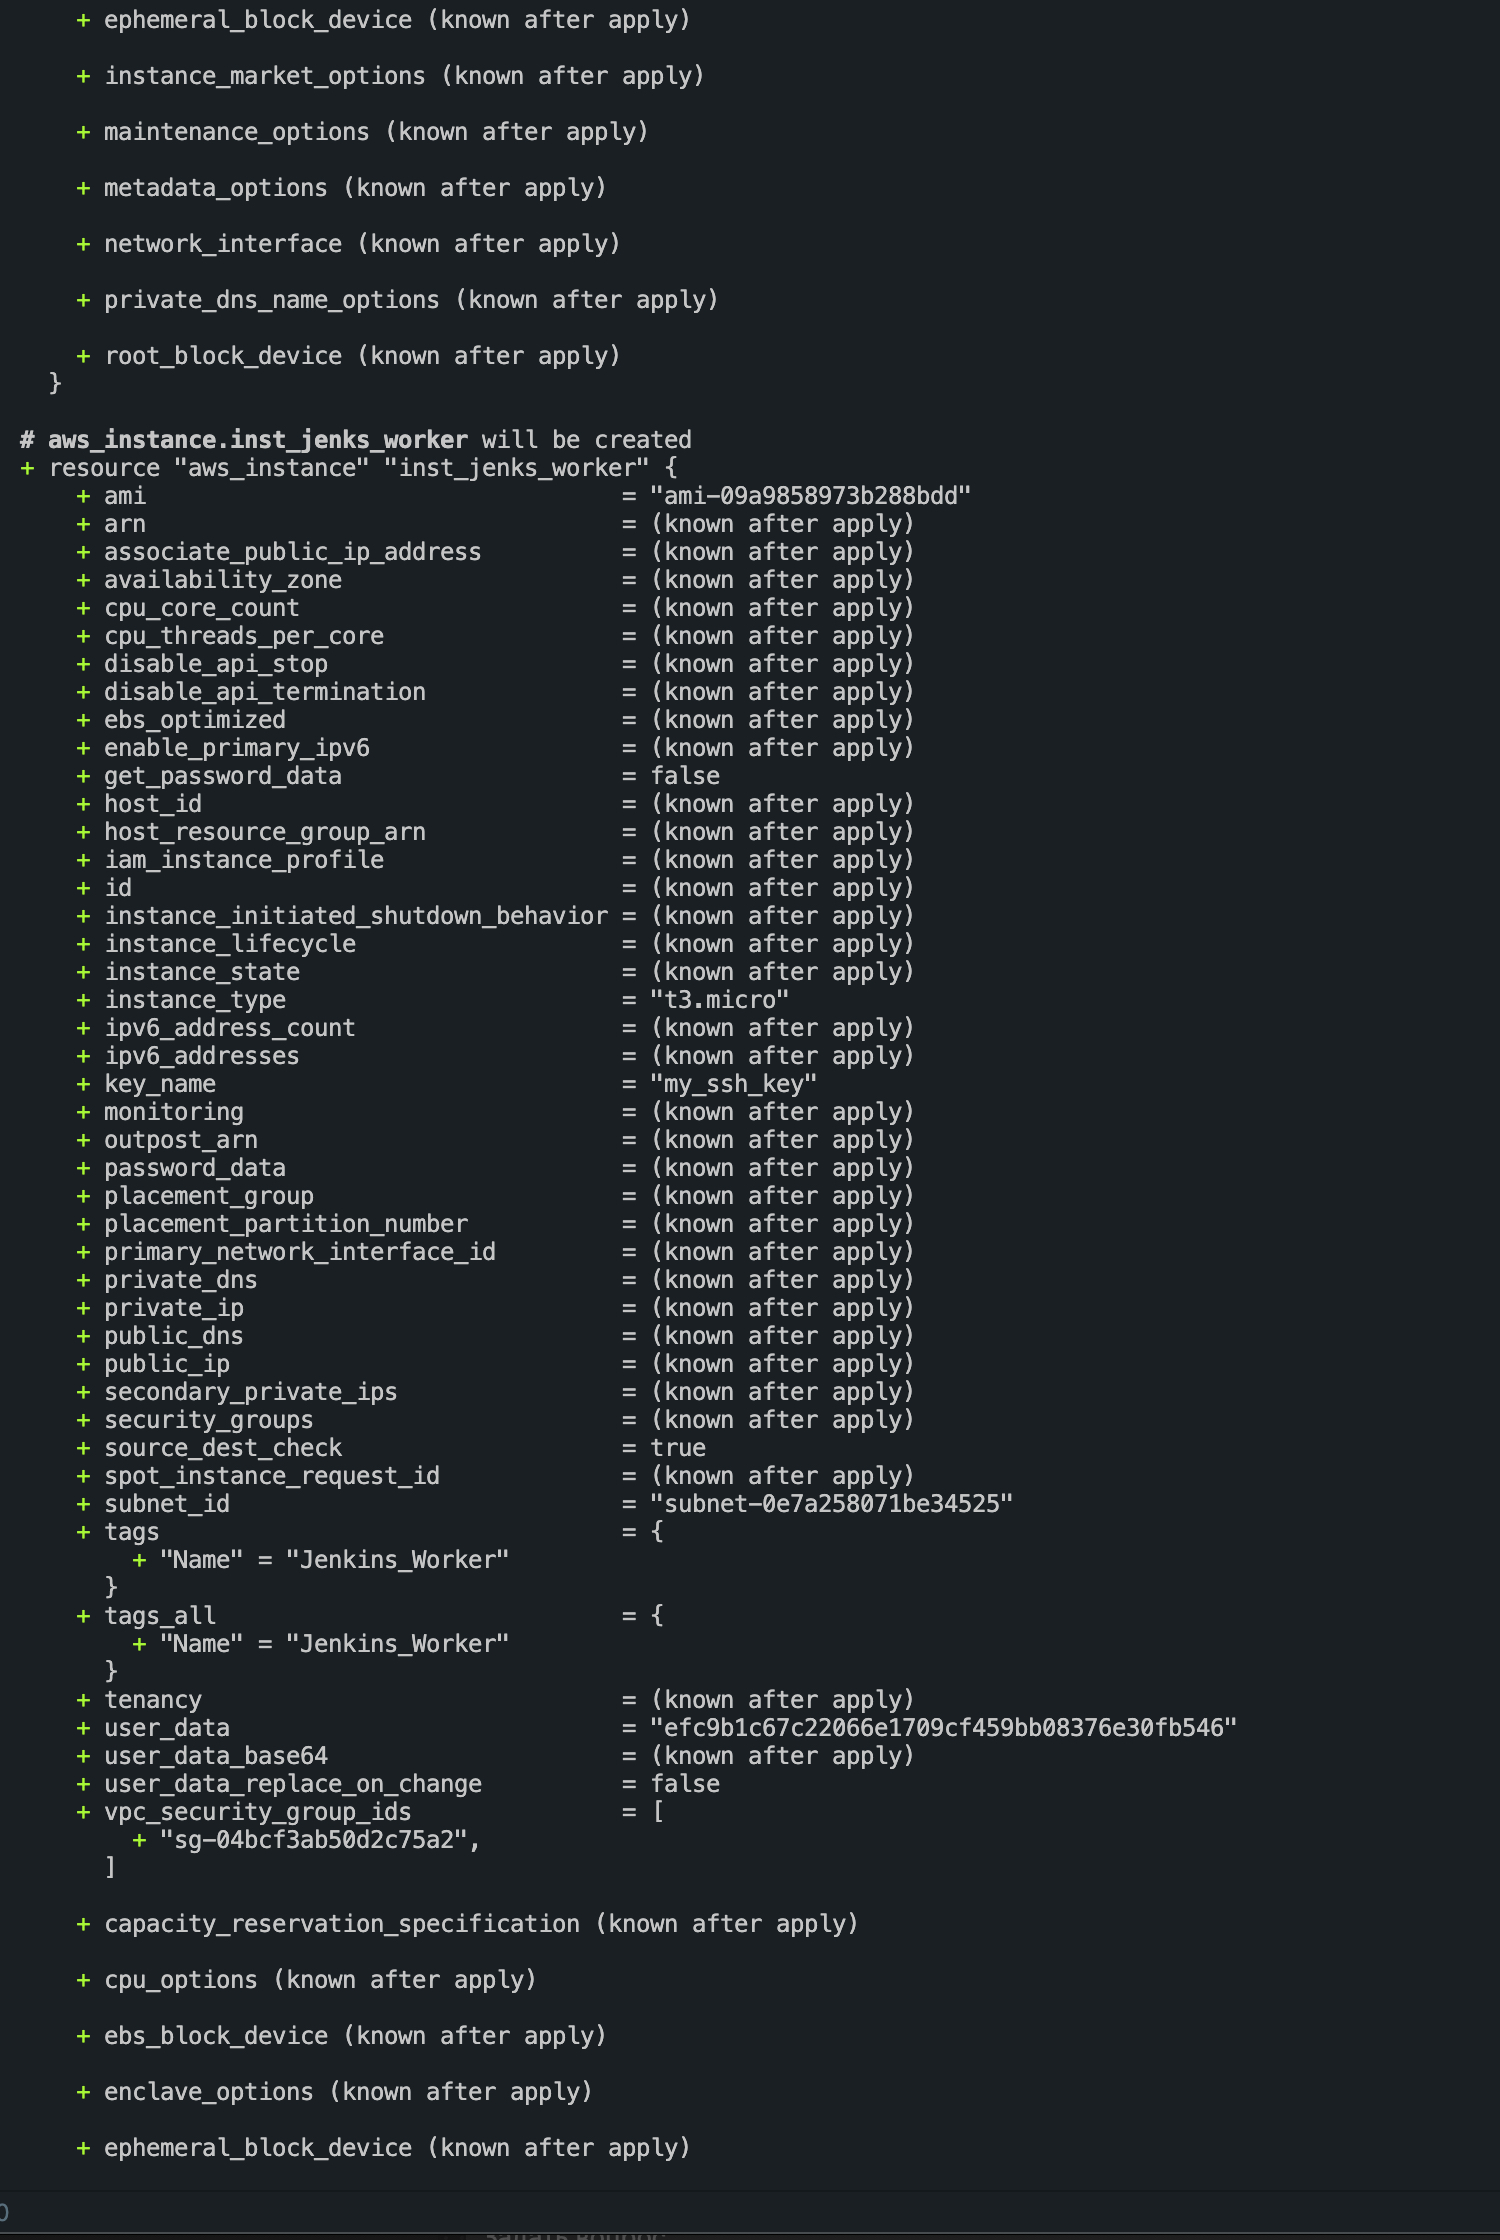 + ephemeral_block_device (known after apply)
+ instance_market_options (known after apply)
+ maintenance_options (known after apply)
+ metadata_options (known after apply)
+ network_interface (known after apply)
+ private_dns_name_options (known after apply)
+ root_block_device (known after apply)
}
# aws_instance.inst_jenks_worker will be created
+ resource "aws_instance" "inst_jenks_worker" {
+ ami = "ami-09a9858973b288bdd"
+ arn = (known after apply)
+ associate_public_ip_address = (known after apply)
+ availability_zone = (known after apply)
+ cpu_core_count = (known after apply)
+ cpu_threads_per_core = (known after apply)
+ disable_api_stop = (known after apply)
+ disable_api_termination = (known after apply)
+ ebs_optimized = (known after apply)
+ enable_primary_ipv6 = (known after apply)
+ get_password_data = false
+ host_id = (known after apply)
+ host_resource_group_arn = (known after apply)
+ iam_instance_profile = (known after apply)
+ id = (known after apply)
+ instance_initiated_shutdown_behavior = (known after apply)
+ instance_lifecycle = (known after apply)
+ instance_state = (known after apply)
+ instance_type = "t3.micro"
+ ipv6_address_count = (known after apply)
+ ipv6_addresses = (known after apply)
+ key_name = "my_ssh_key"
+ monitoring = (known after apply)
+ outpost_arn = (known after apply)
+ password_data = (known after apply)
+ placement_group = (known after apply)
+ placement_partition_number = (known after apply)
+ primary_network_interface_id = (known after apply)
+ private_dns = (known after apply)
+ private_ip = (known after apply)
+ public_dns = (known after apply)
+ public_ip = (known after apply)
+ secondary_private_ips = (known after apply)
+ security_groups = (known after apply)
+ source_dest_check = true
+ spot_instance_request_id = (known after apply)
+ subnet_id = "subnet-0e7a258071be34525"
+ tags = {
+ "Name" = "Jenkins_Worker"
}
+ tags_all = {
+ "Name" = "Jenkins_Worker"
}
+ tenancy = (known after apply)
+ user_data = "efc9b1c67c22066e1709cf459bb08376e30fb546"
+ user_data_base64 = (known after apply)
+ user_data_replace_on_change = false
+ vpc_security_group_ids = [
+ "sg-04bcf3ab50d2c75a2",
]
+ capacity_reservation_specification (known after apply)
+ cpu_options (known after apply)
+ ebs_block_device (known after apply)
+ enclave_options (known after apply)
+ ephemeral_block_device (known after apply)